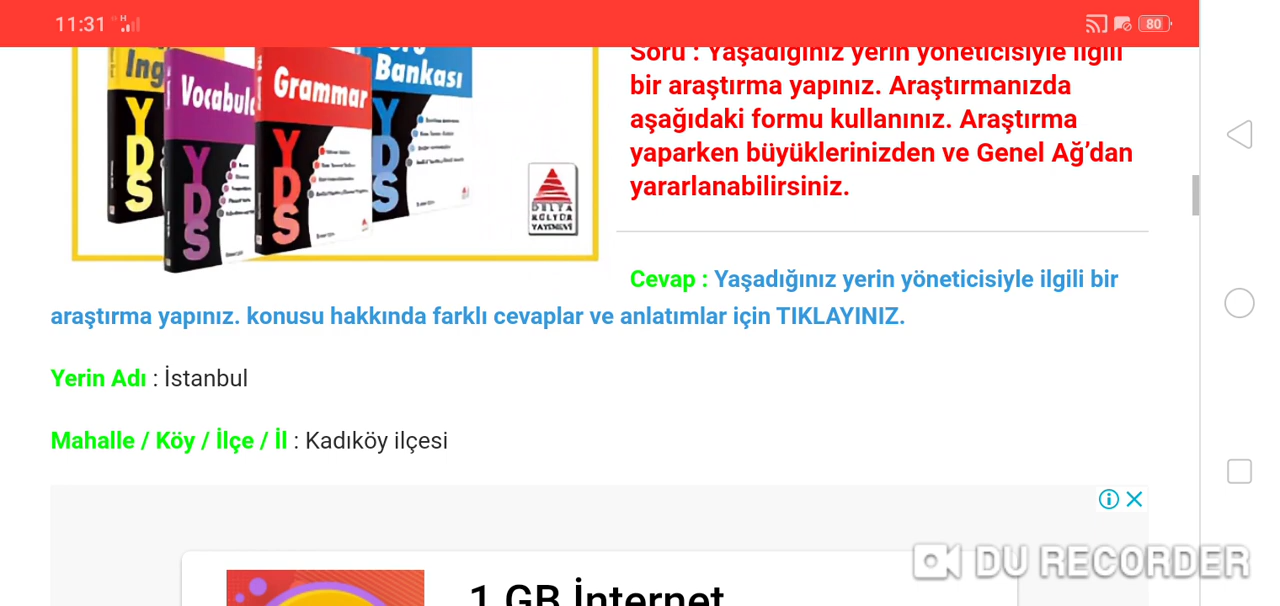 11:31
H
80
İng
Vocabula
Grammar
Bankası
YDS
YDS
YDS
YDS
DELTA
KÜLTÜR
YAYINEVİ
Soru : Yaşadığınız yerin yöneticisiyle ilgili
bir araştırma yapınız. Araştırmanızda
aşağıdaki formu kullanınız. Araştırma
yaparken büyüklerinizden ve Genel Ağ’dan
yararlanabilirsiniz.
Cevap : Yaşadığınız yerin yöneticisiyle ilgili bir
araştırma yapınız. konusu hakkında farklı cevaplar ve anlatımlar için TIKLAYINIZ.
Yerin Adı : İstanbul
Mahalle / Köy / İlçe / İl : Kadıköy ilçesi
1 GB İnternet
DU RECORDER